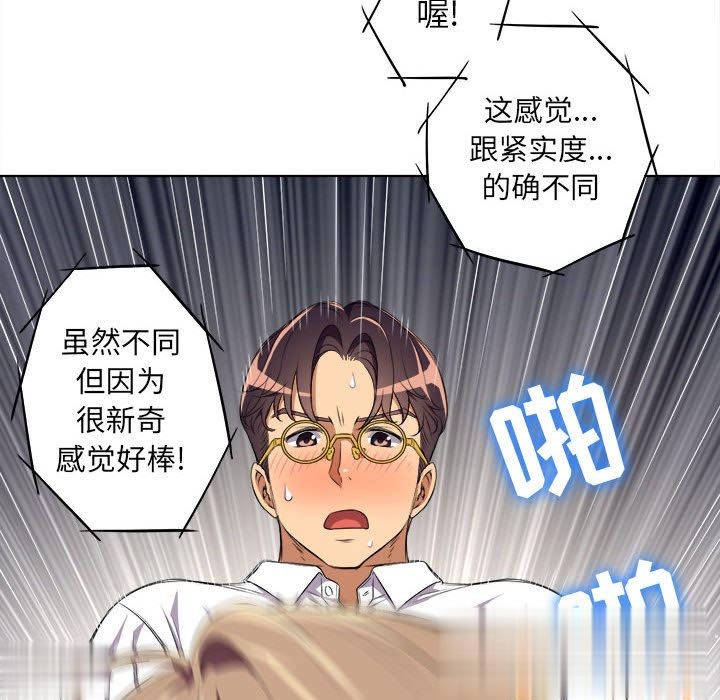 喔!
这感觉...
跟紧实度...
的确不同
虽然不同
但因为
很新奇
感觉好棒!
啪
啪